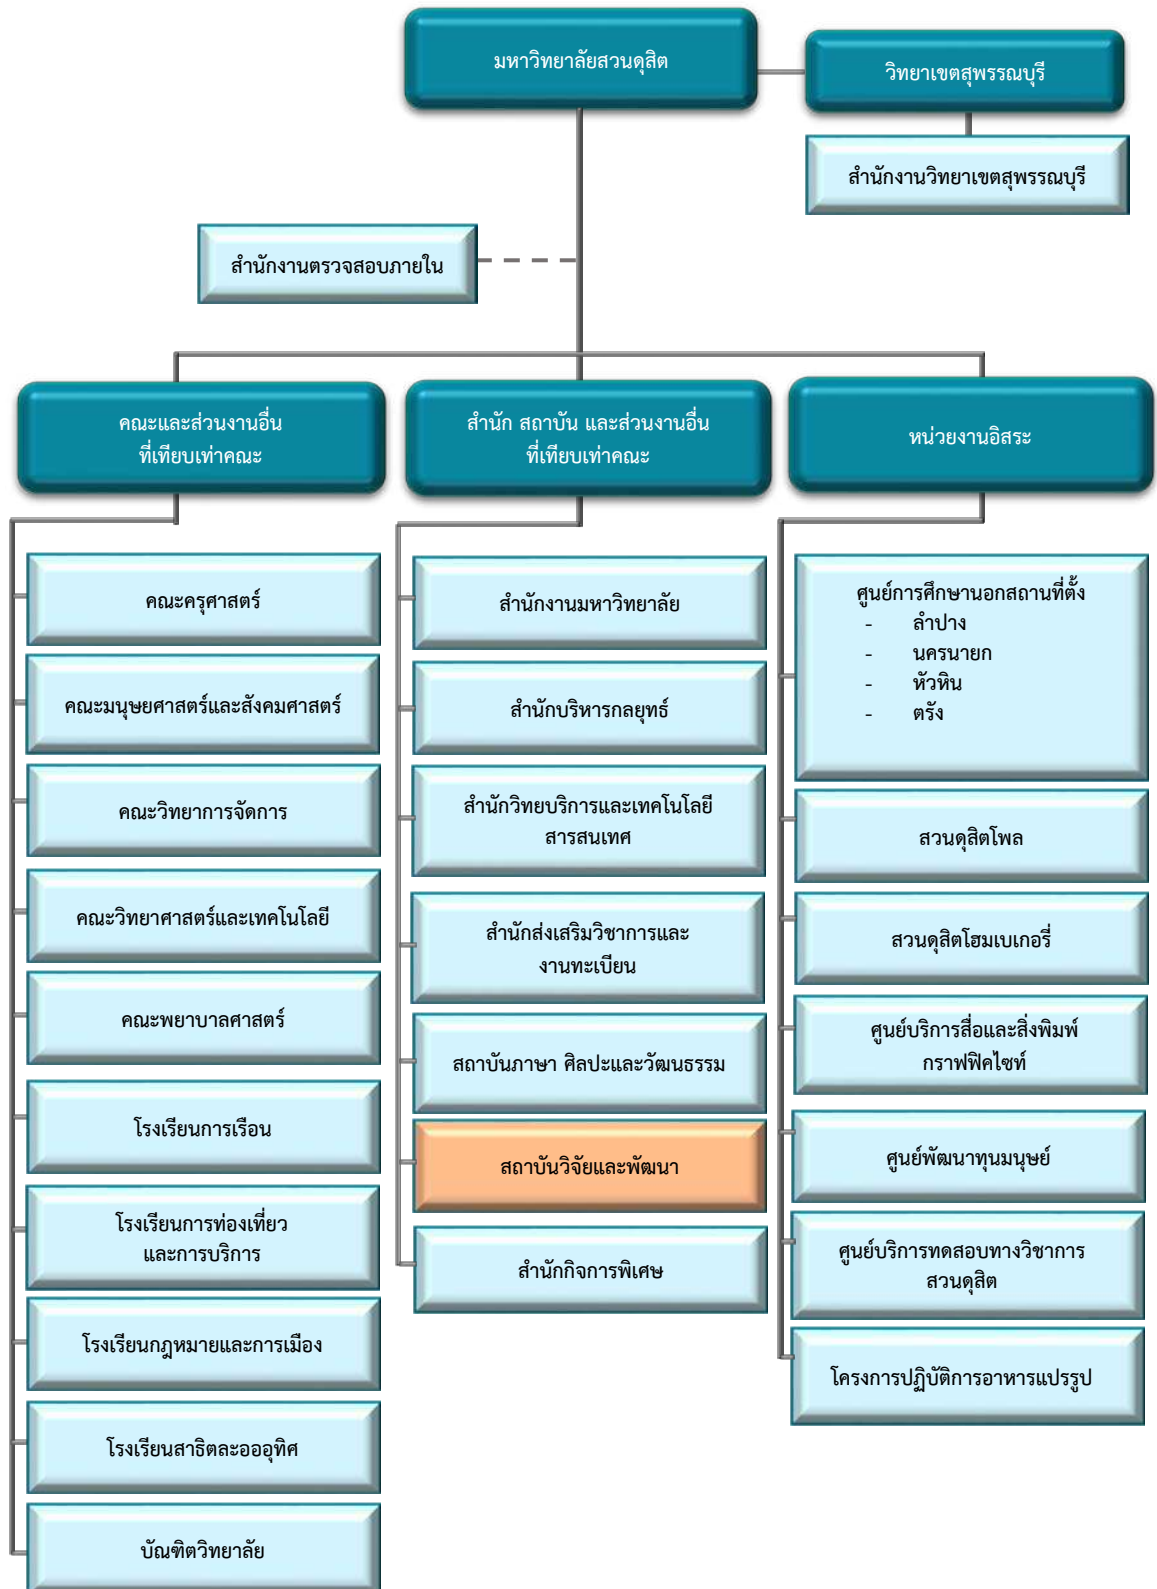 มหาวิทยาลัยสวนดุสิต
วิทยาเขตสุพรรณบุรี
สำนักงานวิทยาเขตสุพรรณบุรี
สำนักงานตรวจสอบภายใน
คณะและส่วนงานอื่น
ที่เทียบเท่าคณะ
คณะครุศาสตร์
คณะมนุษยศาสตร์และสังคมศาสตร์
คณะวิทยาการจัดการ
คณะวิทยาศาสตร์และเทคโนโลยี
คณะพยาบาลศาสตร์
โรงเรียนการเรือน
โรงเรียนการท่องเที่ยว
และการบริการ
โรงเรียนกฎหมายและการเมือง
โรงเรียนสาธิตละอออุทิศ
บัณฑิตวิทยาลัย
สำนัก สถาบัน และส่วนงานอื่น
ที่เทียบเท่าคณะ
สำนักงานมหาวิทยาลัย
สำนักบริหารกลยุทธ์
สำนักวิทยบริการและเทคโนโลยี
สารสนเทศ
สำนักส่งเสริมวิชาการและ
งานทะเบียน
สถาบันภาษา ศิลปะและวัฒนธรรม
สถาบันวิจัยและพัฒนา
สำนักกิจการพิเศษ
หน่วยงานอิสระ
ศูนย์การศึกษานอกสถานที่ตั้ง
- ลำปาง
- นครนายก
- หัวหิน
- ตรัง
สวนดุสิตโพล
สวนดุสิตโฮมเบเกอรี่
ศูนย์บริการสื่อและสิ่งพิมพ์
กราฟฟิคไซท์
ศูนย์พัฒนาทุนมนุษย์
ศูนย์บริการทดสอบทางวิชาการ
สวนดุสิต
โครงการปฏิบัติการอาหารแปรรูป